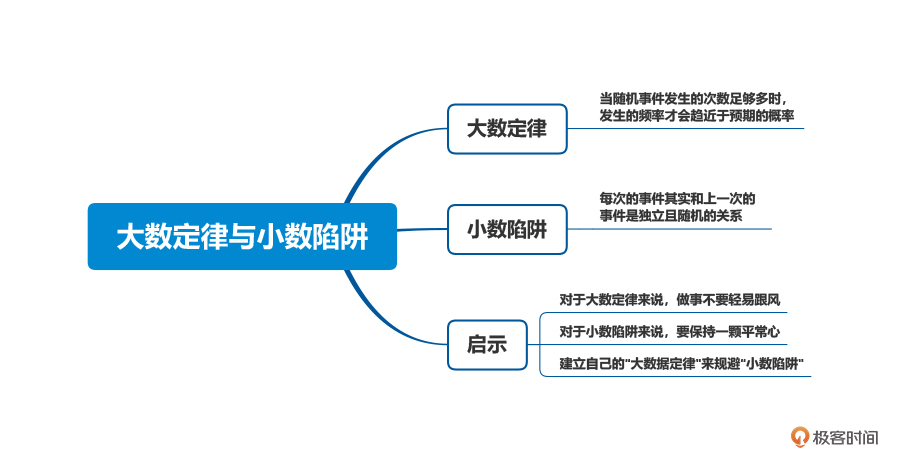 当随机事件发生的次数足够多时，
发生的频率才会趋近于预期的概率
大数定律
每次的事件其实和上一次的
事件是独立且随机的关系
大数定律与小数陷阱
小数陷阱
对于大数定律来说，做事不要轻易跟风
对于小数陷阱来说，要保持一颗平常心
启示
建立自己的"大数据定律"来规避"小数陷阱"
极客时间